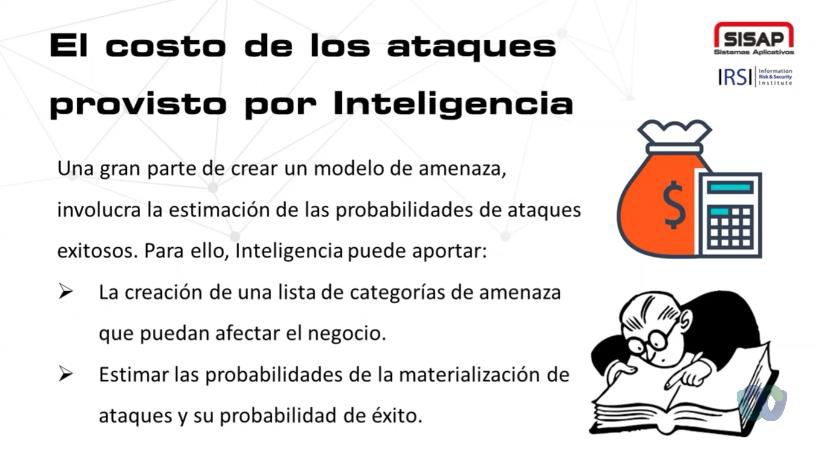 El costo de los ataques
provisto por Inteligencia
SISAP
Sistemas Aplicativos
IRSI
Information
Risk & Security
Institute
Una gran parte de crear un modelo de amenaza,
involucra la estimación de las probabilidades de ataques
exitosos. Para ello, Inteligencia puede aportar:
$
➢ La creación de una lista de categorías de amenaza
que puedan afectar el negocio.
➢ Estimar las probabilidades de la materialización de
ataques y su probabilidad de éxito.